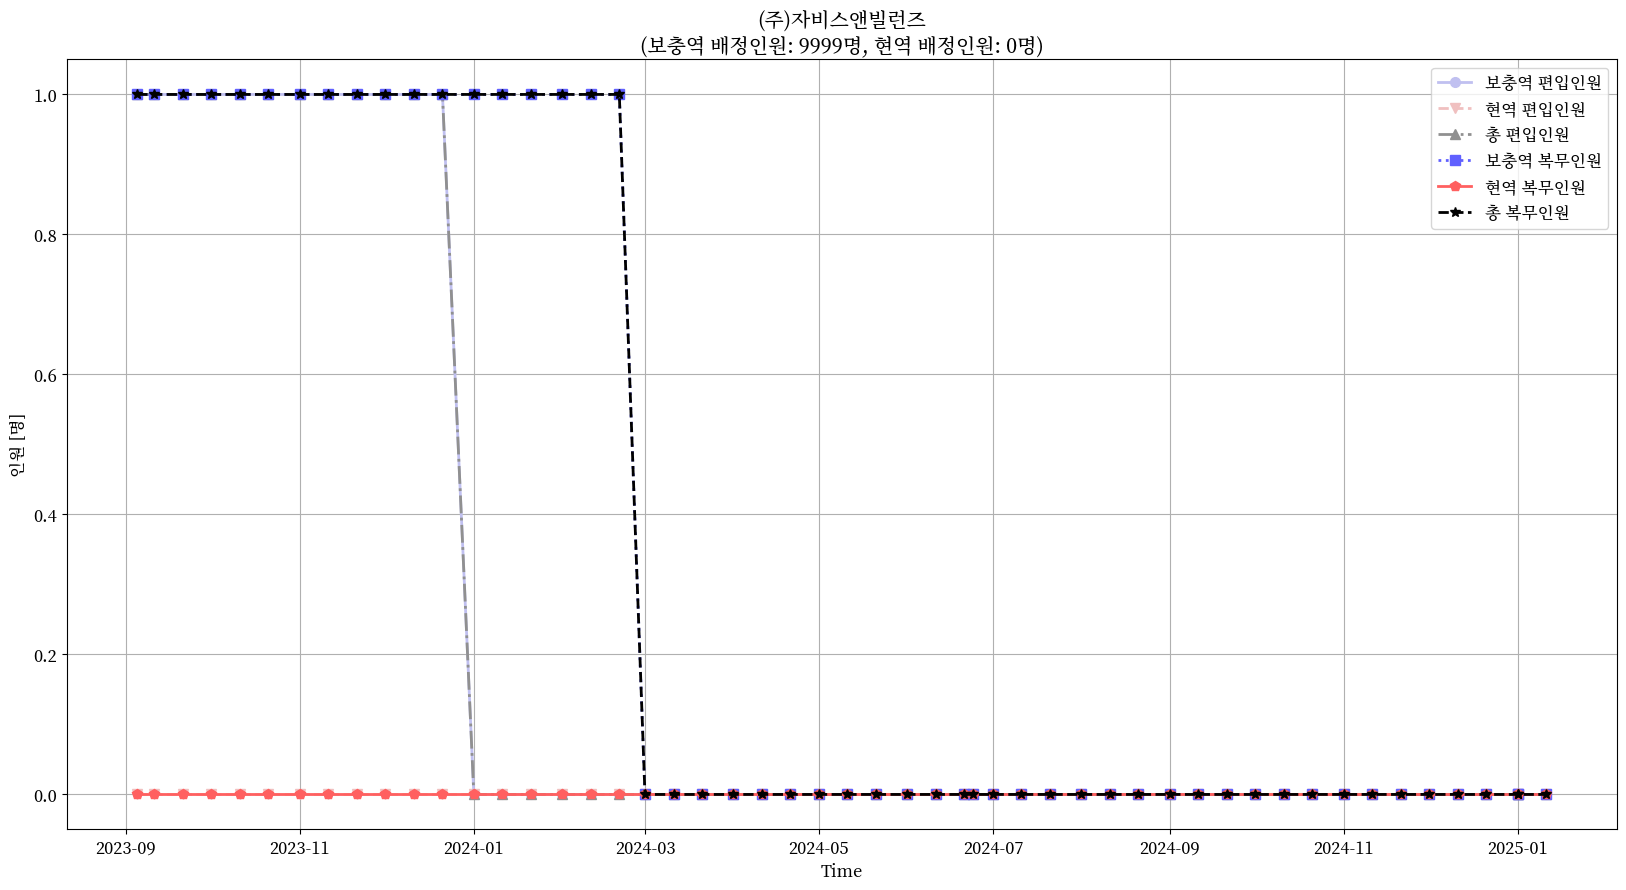 (주)자비스앤빌런즈
(보충역 배정인원: 9999명, 현역 배정인원: 0명)
보충역 편입인원
현역 편입인원
총 편입인원
보충역 복무인원
현역 복무인원
총 복무인원
인원 [명]
1.0
0.8
0.6
0.4
0.2
0.0
2023-09 2023-11 2024-01 2024-03 2024-05 2024-07 2024-09 2024-11 2025-01
Time